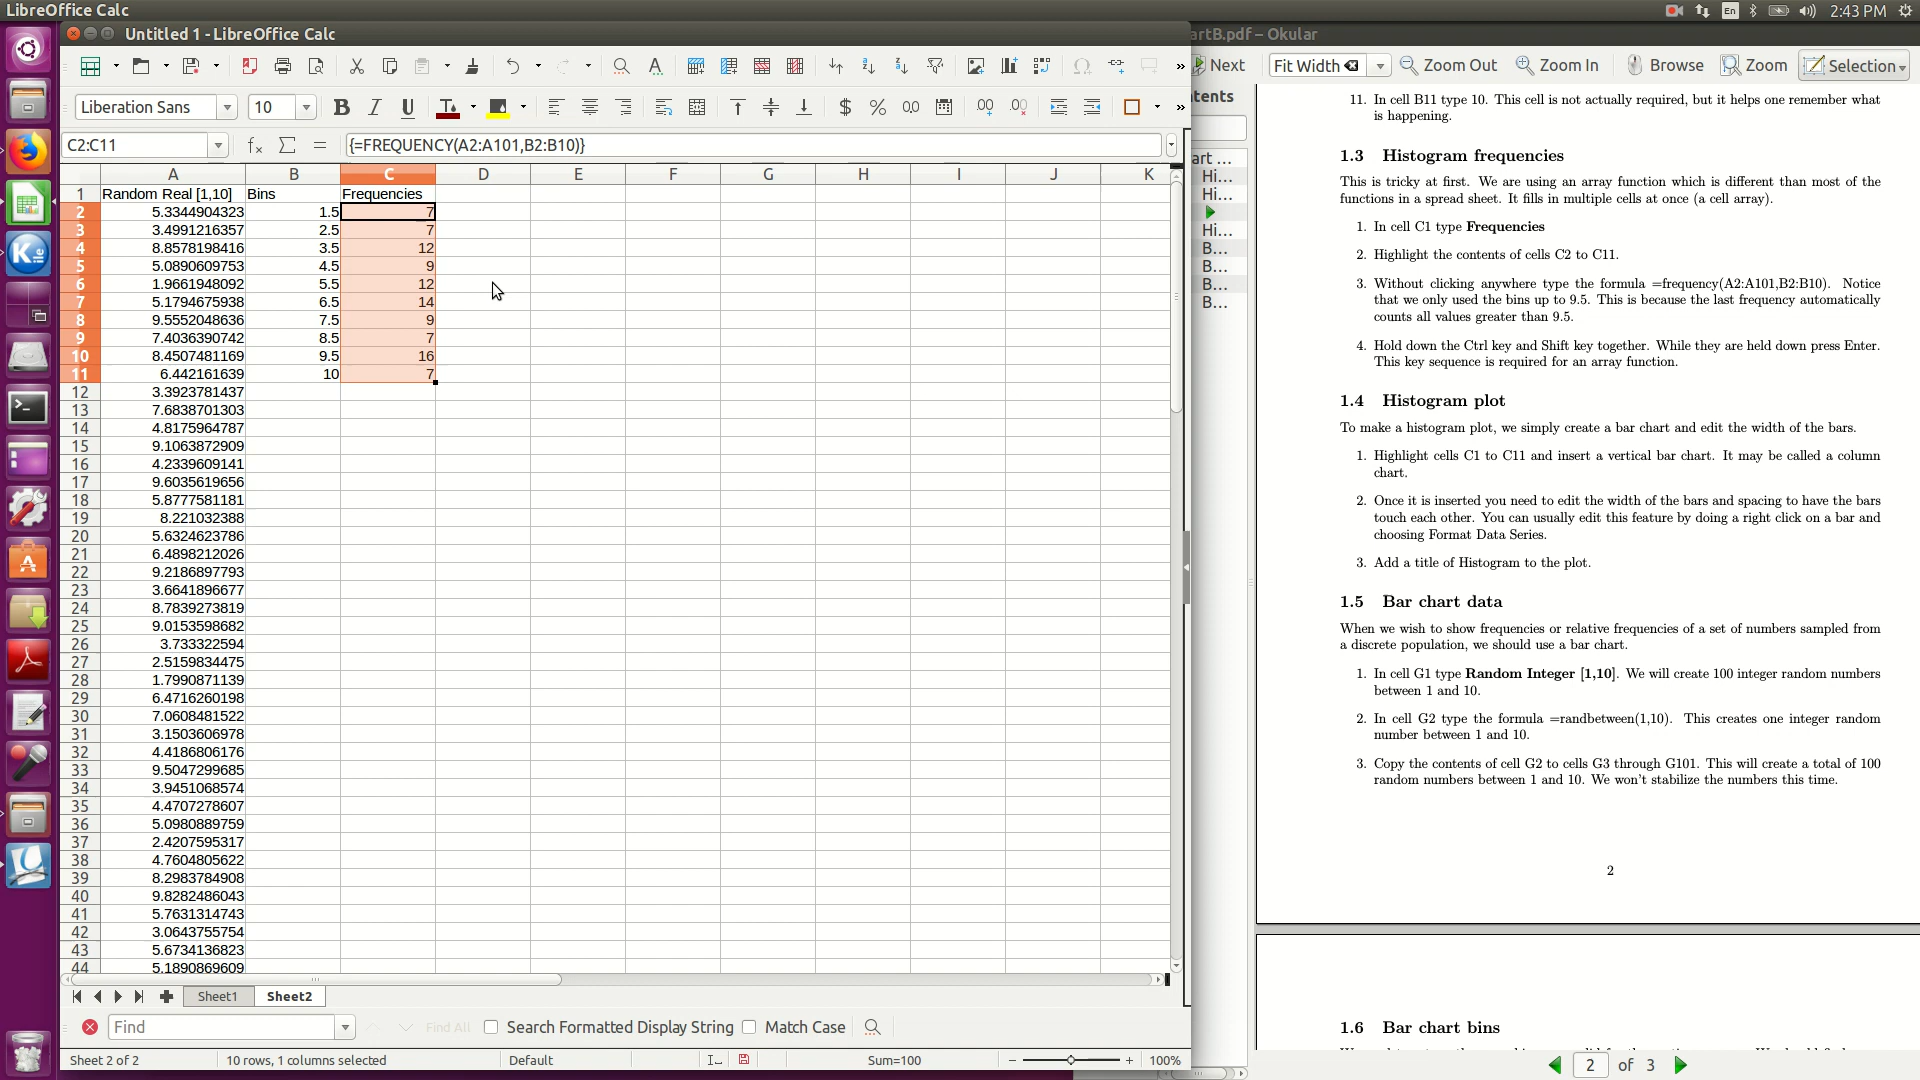 LibreOffice Calc
En
2:43 PM
Untitled 1 - LibreOffice Calc
artB.pdf – Okular
Next
Fit Width
Zoom Out
Zoom In
Browse
Zoom
Selection
Liberation Sans
10
C2:C11
{=FREQUENCY(A2:A101,B2:B10)}
A B C D E F G H I J K
1 Random Real [1,10] Bins Frequencies
2 5.3344904323 1.5 7
3 3.4991216357 2.5 7
4 8.8578198416 3.5 12
5 5.0890609753 4.5 9
6 1.9661948092 5.5 12
7 5.1794675938 6.5 14
8 9.5552048636 7.5 9
9 7.4036390742 8.5 7
10 8.4507481169 9.5 16
11 6.442161639 10 7
12 3.3923781437
13 7.6838701303
14 4.8175964787
15 9.1063872909
16 4.2339609141
17 9.6035619656
18 5.8777581181
19 8.221032388
20 5.6324623786
21 6.4898212026
22 9.2186897793
23 3.6641896677
24 8.7839273819
25 9.0153598682
26 3.733322594
27 2.5159834475
28 1.7990871139
29 6.4716260198
30 7.0608481522
31 3.1503606978
32 4.4186806176
33 9.5047299685
34 3.9451068574
35 4.4707278607
36 5.0980889759
37 2.4207595317
38 4.7604805622
39 8.2983784908
40 9.8282486043
41 5.7631314743
42 3.0643755754
43 5.6734136823
44 5.1890869609
Sheet1 Sheet2
Find
Find All
Search Formatted Display String
Match Case
Sheet 2 of 2
10 rows, 1 columns selected
Default
Sum=100
100%
tents
art ...
Hi...
Hi...
Hi...
B...
B...
B...
B...
11. In cell B11 type 10. This cell is not actually required, but it helps one remember what
is happening.
1.3 Histogram frequencies
This is tricky at first. We are using an array function which is different than most of the
functions in a spread sheet. It fills in multiple cells at once (a cell array).
1. In cell C1 type Frequencies
2. Highlight the contents of cells C2 to C11.
3. Without clicking anywhere type the formula =frequency(A2:A101,B2:B10). Notice
that we only used the bins up to 9.5. This is because the last frequency automatically
counts all values greater than 9.5.
4. Hold down the Ctrl key and Shift key together. While they are held down press Enter.
This key sequence is required for an array function.
1.4 Histogram plot
To make a histogram plot, we simply create a bar chart and edit the width of the bars.
1. Highlight cells C1 to C11 and insert a vertical bar chart. It may be called a column
chart.
2. Once it is inserted you need to edit the width of the bars and spacing to have the bars
touch each other. You can usually edit this feature by doing a right click on a bar and
choosing Format Data Series.
3. Add a title of Histogram to the plot.
1.5 Bar chart data
When we wish to show frequencies or relative frequencies of a set of numbers sampled from
a discrete population, we should use a bar chart.
1. In cell G1 type Random Integer [1,10]. We will create 100 integer random numbers
between 1 and 10.
2. In cell G2 type the formula =randbetween(1,10). This creates one integer random
number between 1 and 10.
3. Copy the contents of cell G2 to cells G3 through G101. This will create a total of 100
random numbers between 1 and 10. We won't stabilize the numbers this time.
2
1.6 Bar chart bins
2 of 3